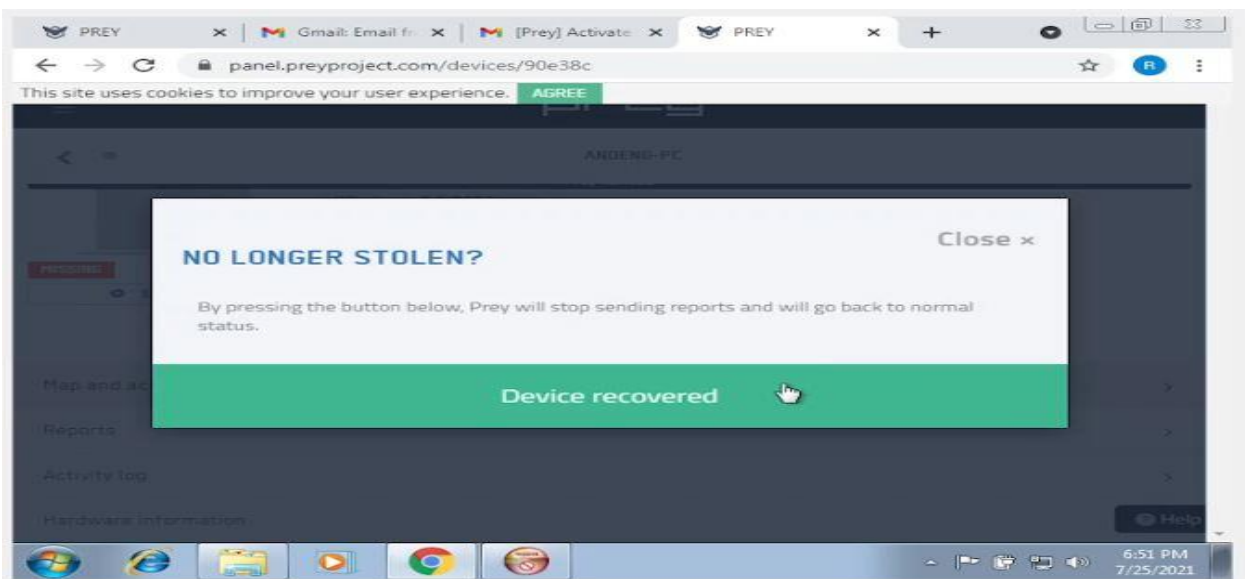 PREY
Gmail: Email fr
[Prey] Activate
PREY
panel.preyproject.com/devices/90e38c
R
This site uses cookies to improve your user experience. AGREE
prey
ANDENG-PC
Close ×
NO LONGER STOLEN?
MISSING
By pressing the button below, Prey will stop sending reports and will go back to normal
status.
Map and ac
Device recovered
Reports
Activity log
Hardware information
Help
6:51 PM
7/25/2021